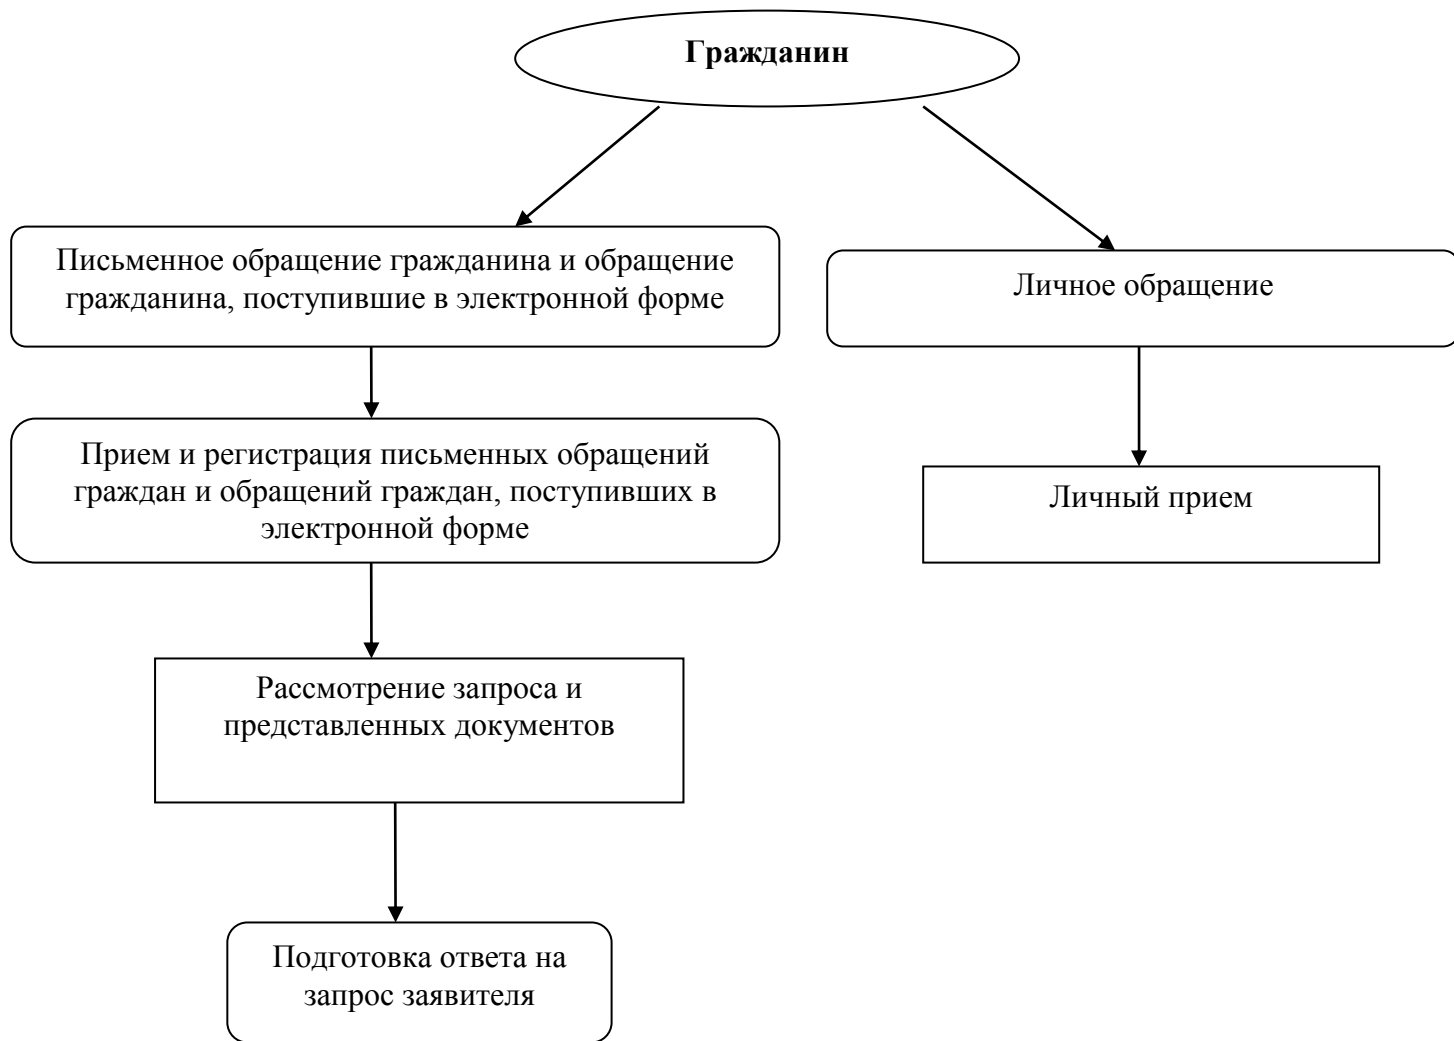 Гражданин
Письменное обращение гражданина и обращение
гражданина, поступившие в электронной форме
Личное обращение
Прием и регистрация письменных обращений
граждан и обращений граждан, поступивших в
электронной форме
Личный прием
Рассмотрение запроса и
представленных документов
Подготовка ответа на
запрос заявителя